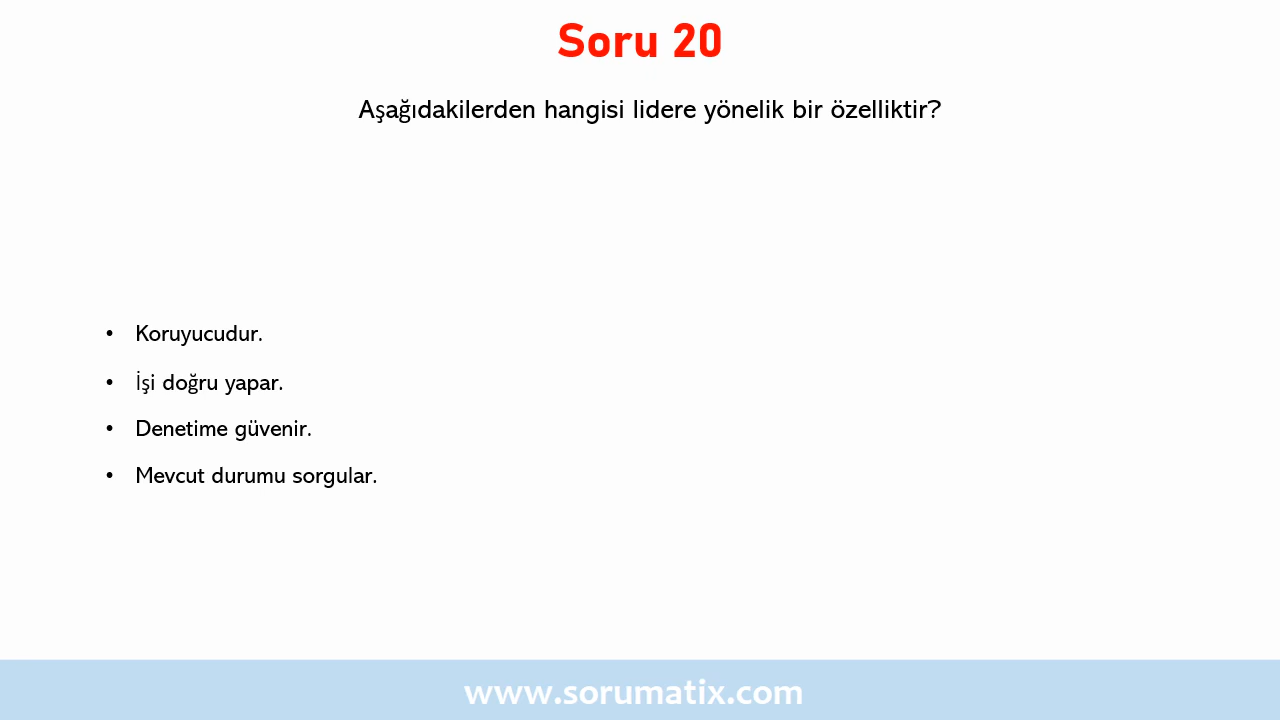 Soru 20
Aşağıdakilerden hangisi lidere yönelik bir özelliktir?
• Koruyucudur.
• İşi doğru yapar.
• Denetime güvenir.
• Mevcut durumu sorgular.
www.sorumatix.com